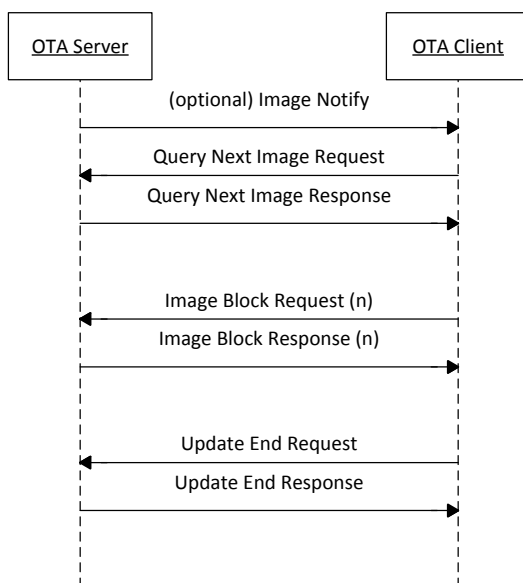 OTA Server
OTA Client
(optional) Image Notify
Query Next Image Request
Query Next Image Response
Image Block Request (n)
Image Block Response (n)
Update End Request
Update End Response